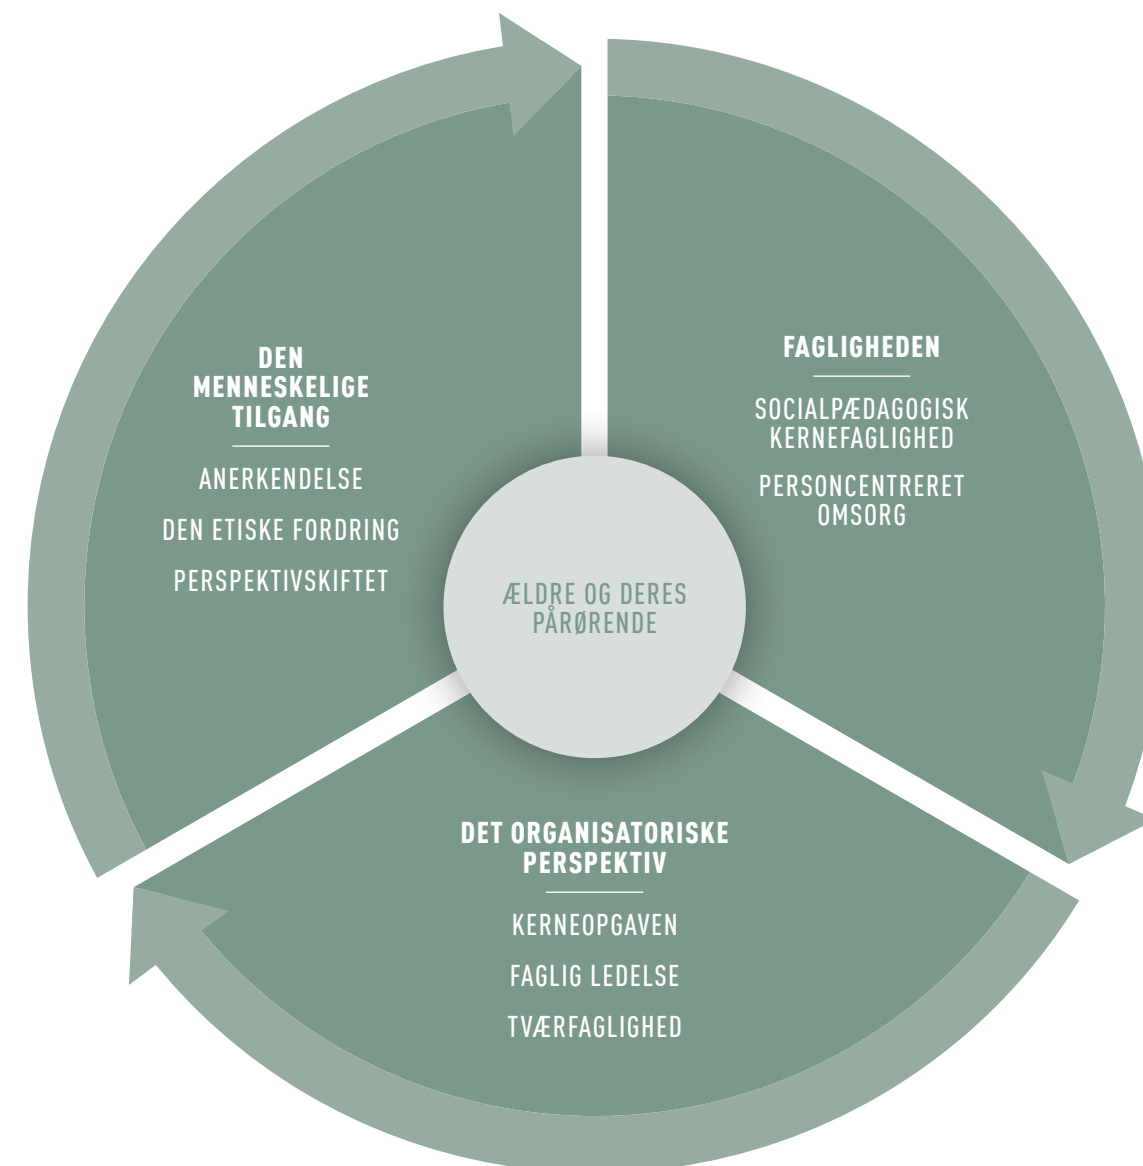 DEN
MENNESKELIGE
TILGANG
ANERKENDELSE
DEN ETISKE FORDRING
PERSPEKTIVSKIFTET
FAGLIGHEDEN
SOCIALPÆDAGOGISK
KERNEFAGLIGHED
PERSONCENTRERET
OMSORG
ÆLDRE OG DERES
PÅRØRENDE
DET ORGANISATORISKE
PERSPEKTIV
KERNEOPGAVEN
FAGLIG LEDELSE
TVÆRFAGLIGHED